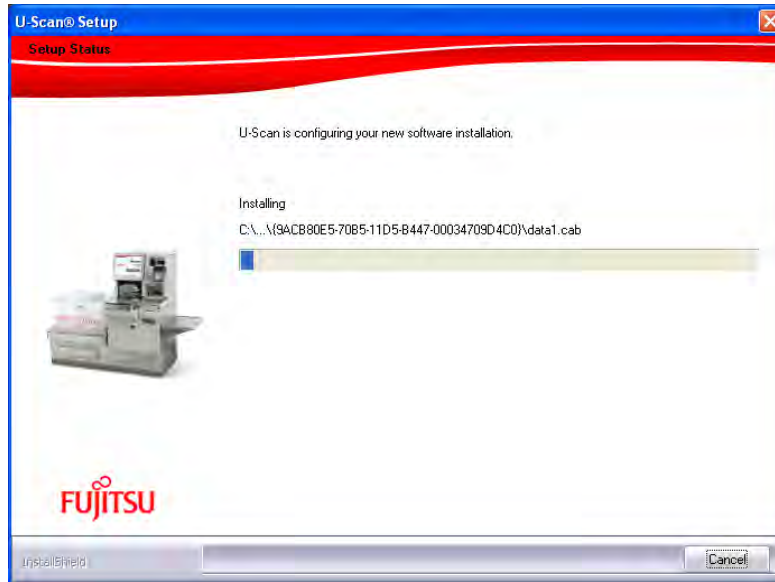 U-Scan® Setup
Setup Status
U-Scan is configuring your new software installation.
Installing
C:\...\{9ACB80E5-70B5-11D5-B447-00034709D4C0}\data1.cab
FUJITSU
InstallShield
Cancel